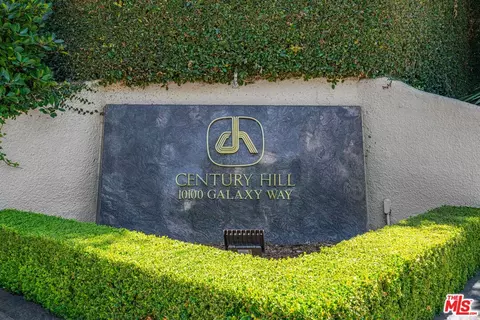 ch
CENTURY HILL
10100 GALAXY WAY
THE MLS